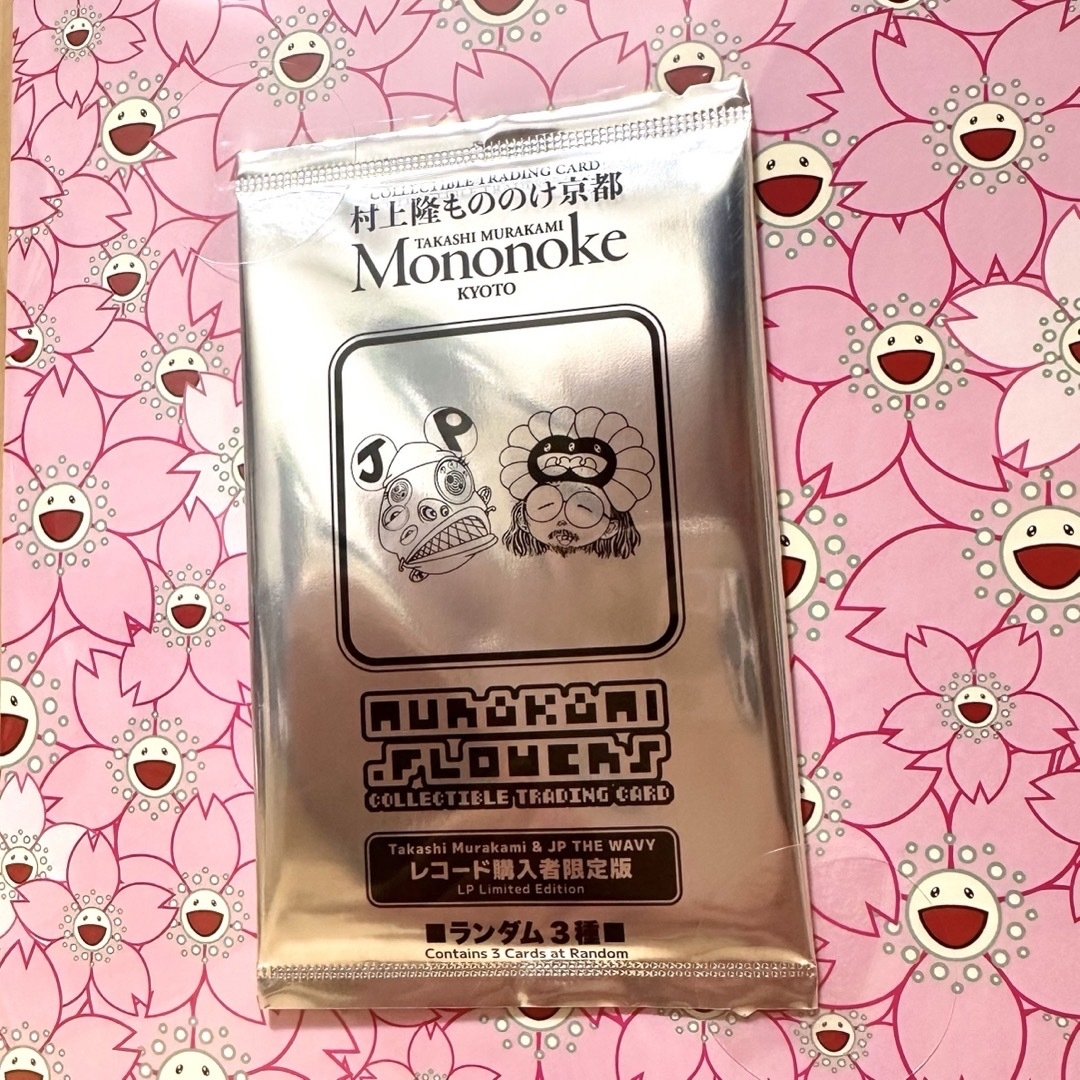 COLLECTIBLE TRADING CARD
村上隆もののけ京都
TAKASHI MURAKAMI
Mononoke
KYOTO
J P
MURAKAMI
.FLOWERS
COLLECTIBLE TRADING CARD
Takashi Murakami & JP THE WAVY
レコード購入者限定版
LP Limited Edition
■ランダム3種■
Contains 3 Cards at Random